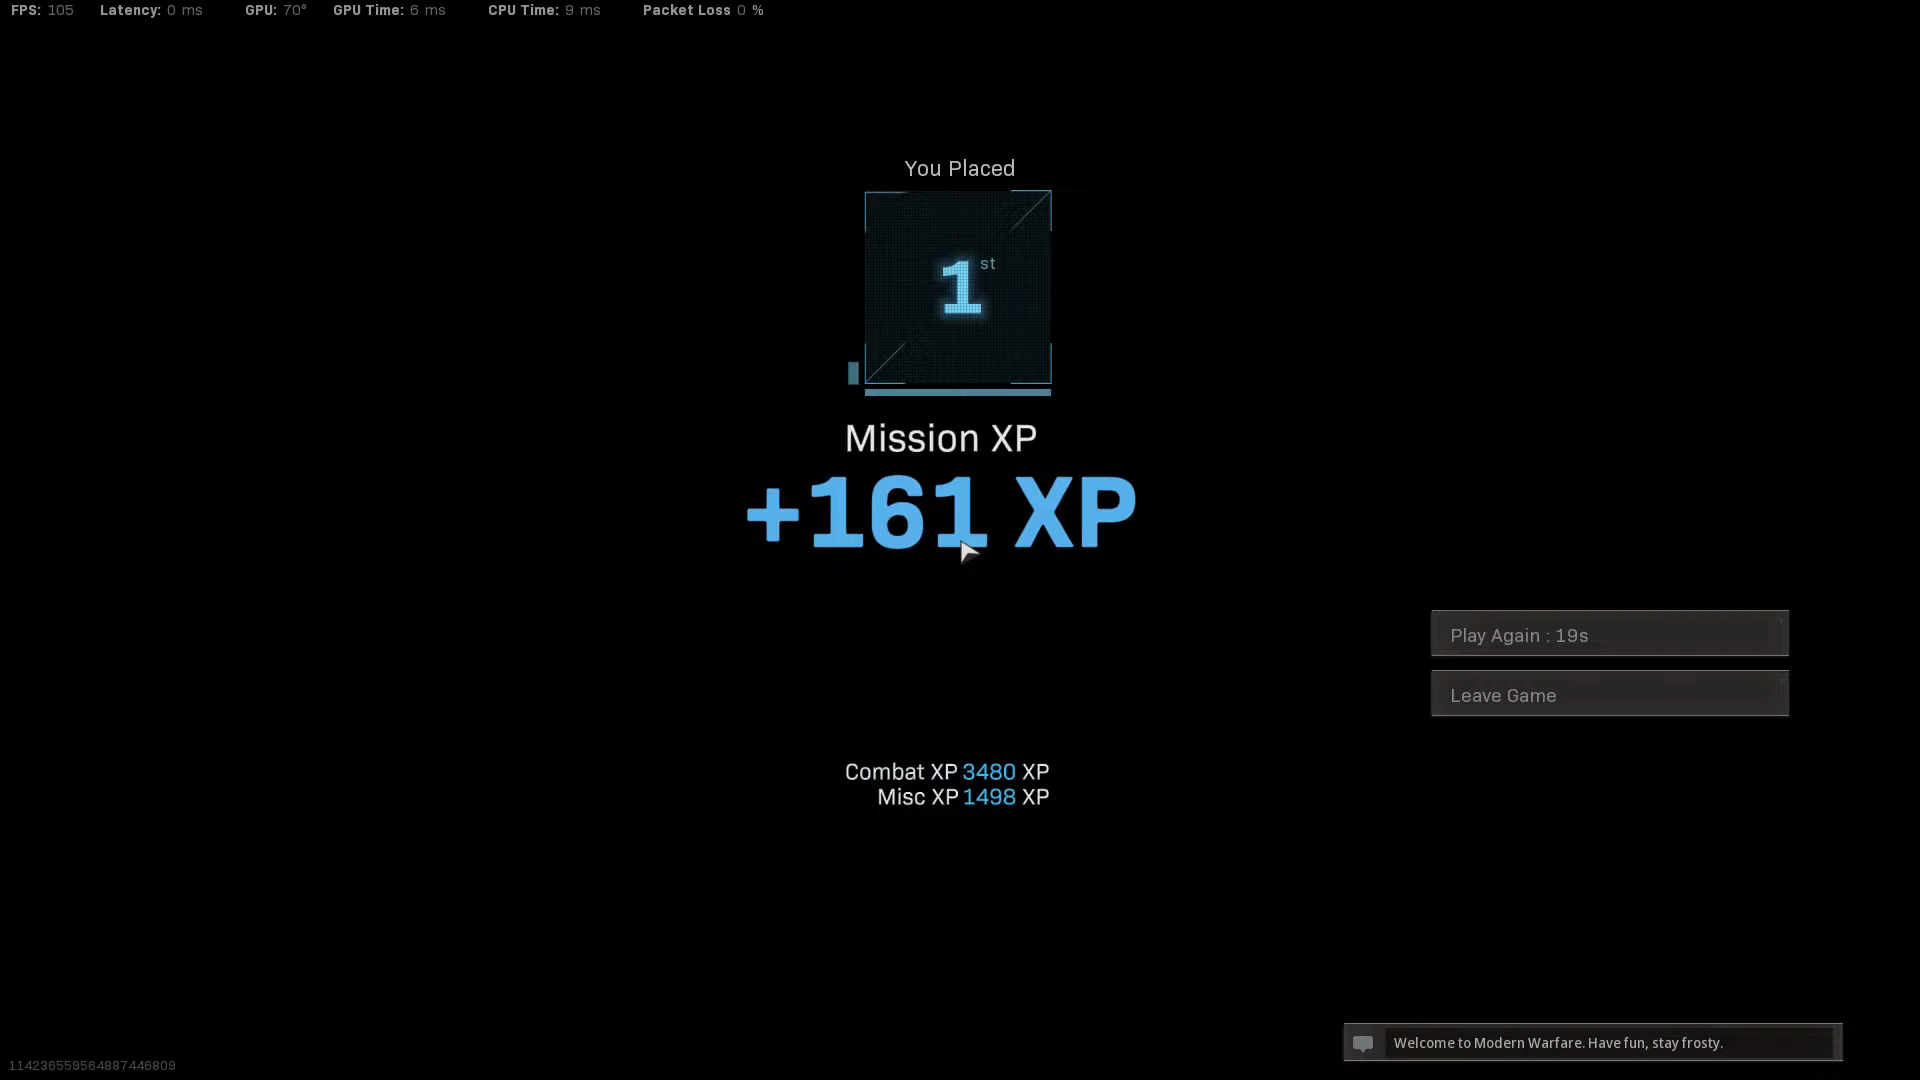 FPS: 105 Latency: 0 ms GPU: 70° GPU Time: 6 ms CPU Time: 9 ms Packet Loss 0 %
You Placed
1st
Mission XP
+161 XP
Play Again : 19s
Leave Game
Combat XP 3480 XP
Misc XP 1498 XP
Welcome to Modern Warfare. Have fun, stay frosty.
11423655956488744​6809